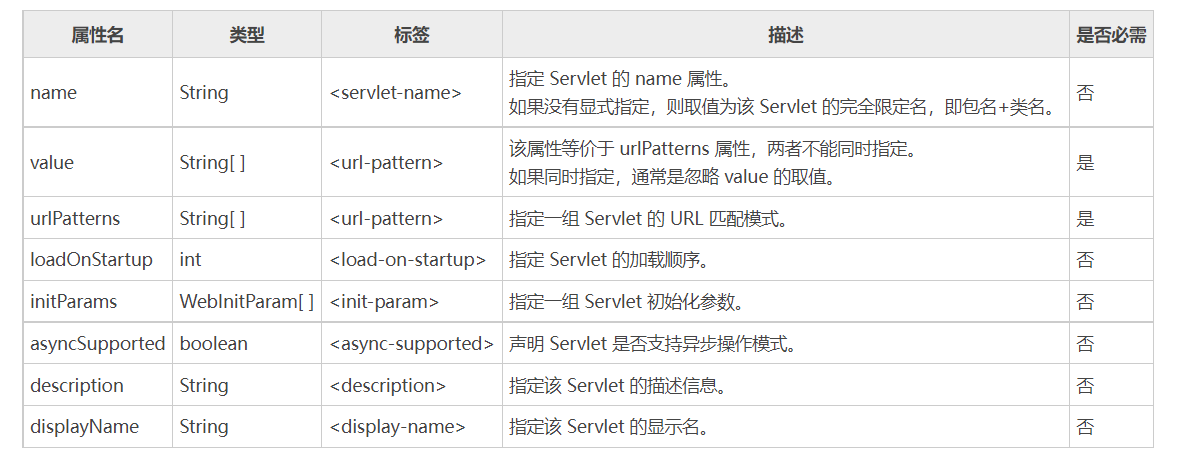 属性名 类型 标签 描述 是否必需
name String <servlet-name> 指定 Servlet 的 name 属性。
如果没有显式指定，则取值为该 Servlet 的完全限定名，即包名+类名。 否
value String[ ] <url-pattern> 该属性等价于 urlPatterns 属性，两者不能同时指定。
如果同时指定，通常是忽略 value 的取值。 是
urlPatterns String[ ] <url-pattern> 指定一组 Servlet 的 URL 匹配模式。 是
loadOnStartup int <load-on-startup> 指定 Servlet 的加载顺序。 否
initParams WebInitParam[ ] <init-param> 指定一组 Servlet 初始化参数。 否
asyncSupported boolean <async-supported> 声明 Servlet 是否支持异步操作模式。 否
description String <description> 指定该 Servlet 的描述信息。 否
displayName String <display-name> 指定该 Servlet 的显示名。 否